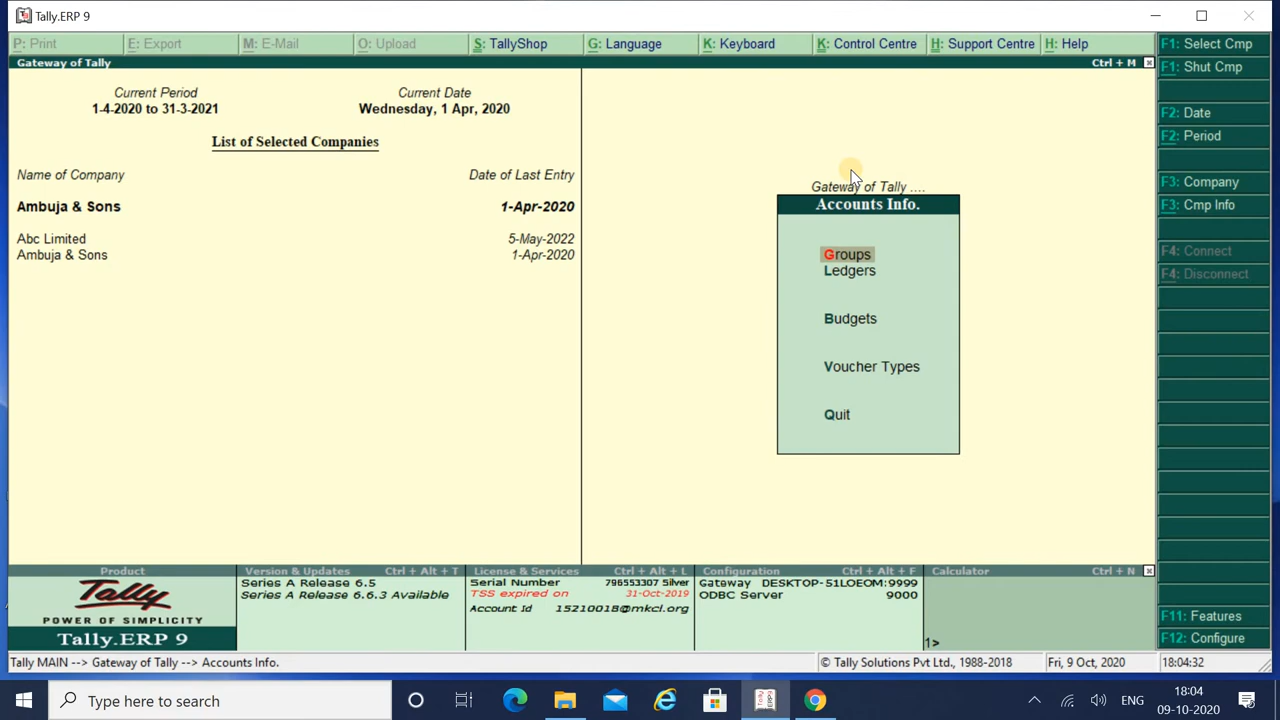 Tally.ERP 9
P: Print E: Export M: E-Mail O: Upload S: TallyShop G: Language K: Keyboard K: Control Centre H: Support Centre H: Help
Gateway of Tally Ctrl + M
Current Period Current Date
1-4-2020 to 31-3-2021 Wednesday, 1 Apr, 2020
List of Selected Companies
Name of Company Date of Last Entry
Ambuja & Sons 1-Apr-2020
Abc Limited 5-May-2022
Ambuja & Sons 1-Apr-2020
Gateway of Tally ....
Accounts Info.
Groups
Ledgers
Budgets
Voucher Types
Quit
F1: Select Cmp
F1: Shut Cmp
F2: Date
F2: Period
F3: Company
F3: Cmp Info
F4: Connect
F4: Disconnect
F11: Features
F12: Configure
Product
Tally
POWER OF SIMPLICITY
Tally.ERP 9
Version & Updates Ctrl + Alt + T
Series A Release 6.5
Series A Release 6.6.3 Available
License & Services Ctrl + Alt + L
Serial Number 796553307 Silver
TSS expired on 31-Oct-2019
Account Id 15210018@mkcl.org
Configuration Ctrl + Alt + F
Gateway DESKTOP-51LOEOM:9999
ODBC Server 9000
Calculator Ctrl + N
1>
Tally MAIN --> Gateway of Tally --> Accounts Info. © Tally Solutions Pvt Ltd., 1988-2018 Fri, 9 Oct, 2020 18:04:32
Type here to search
ENG
18:04
09-10-2020